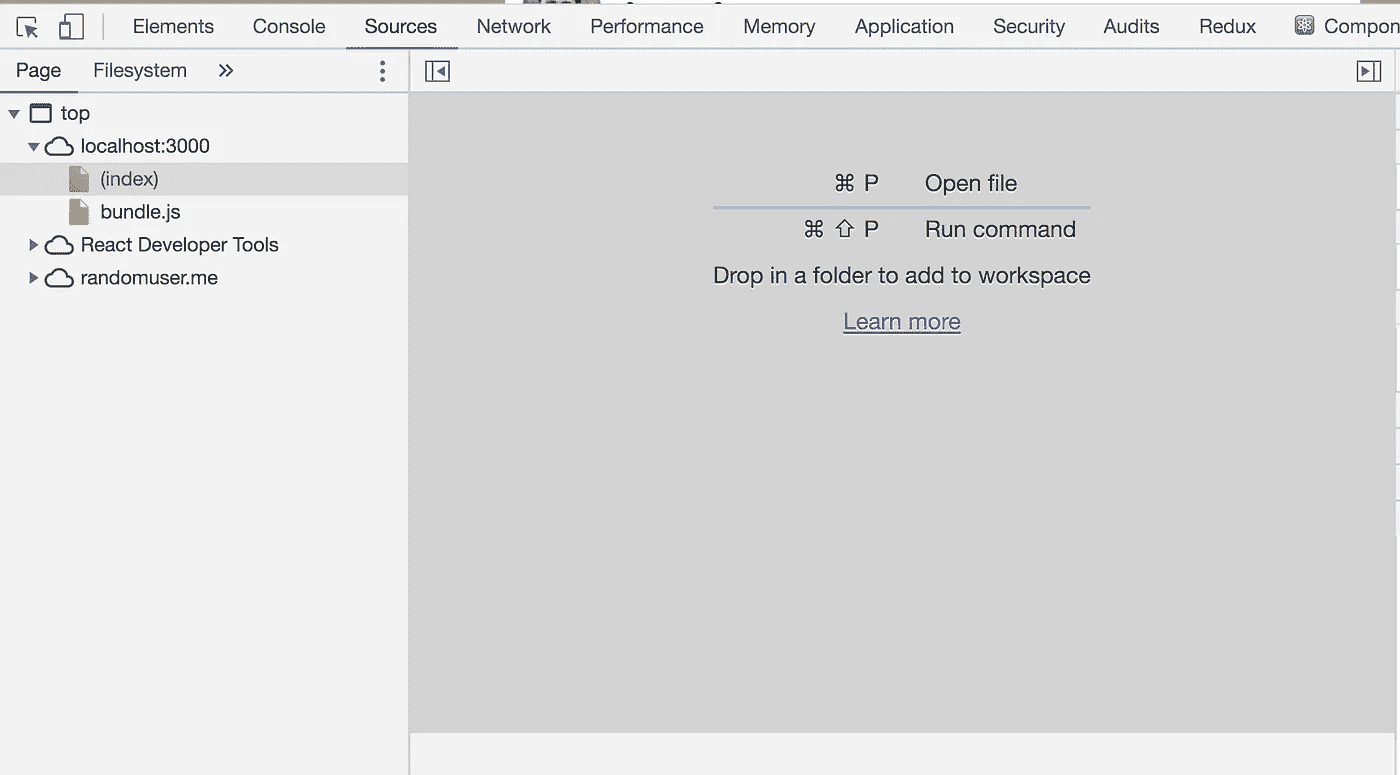 Elements Console Sources Network Performance Memory Application Security Audits Redux Compon
Page Filesystem »
top
localhost:3000
(index)
bundle.js
React Developer Tools
randomuser.me
⌘ P Open file
⌘ ⇧ P Run command
Drop in a folder to add to workspace
Learn more